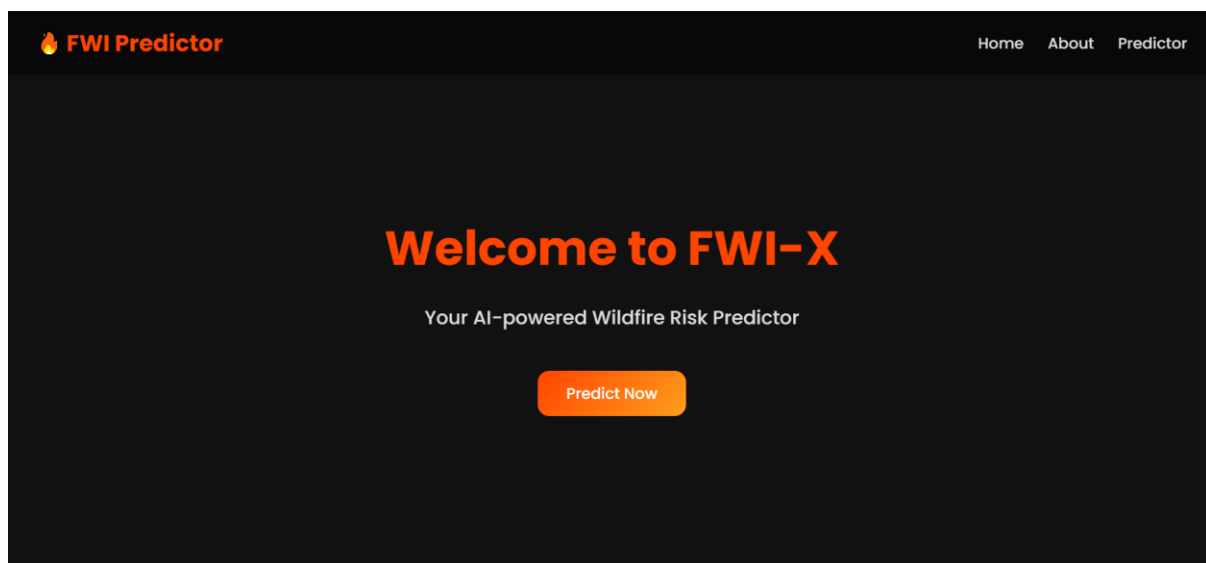 🔥 FWI Predictor
Home About Predictor
Welcome to FWI-X
Your AI-powered Wildfire Risk Predictor
Predict Now